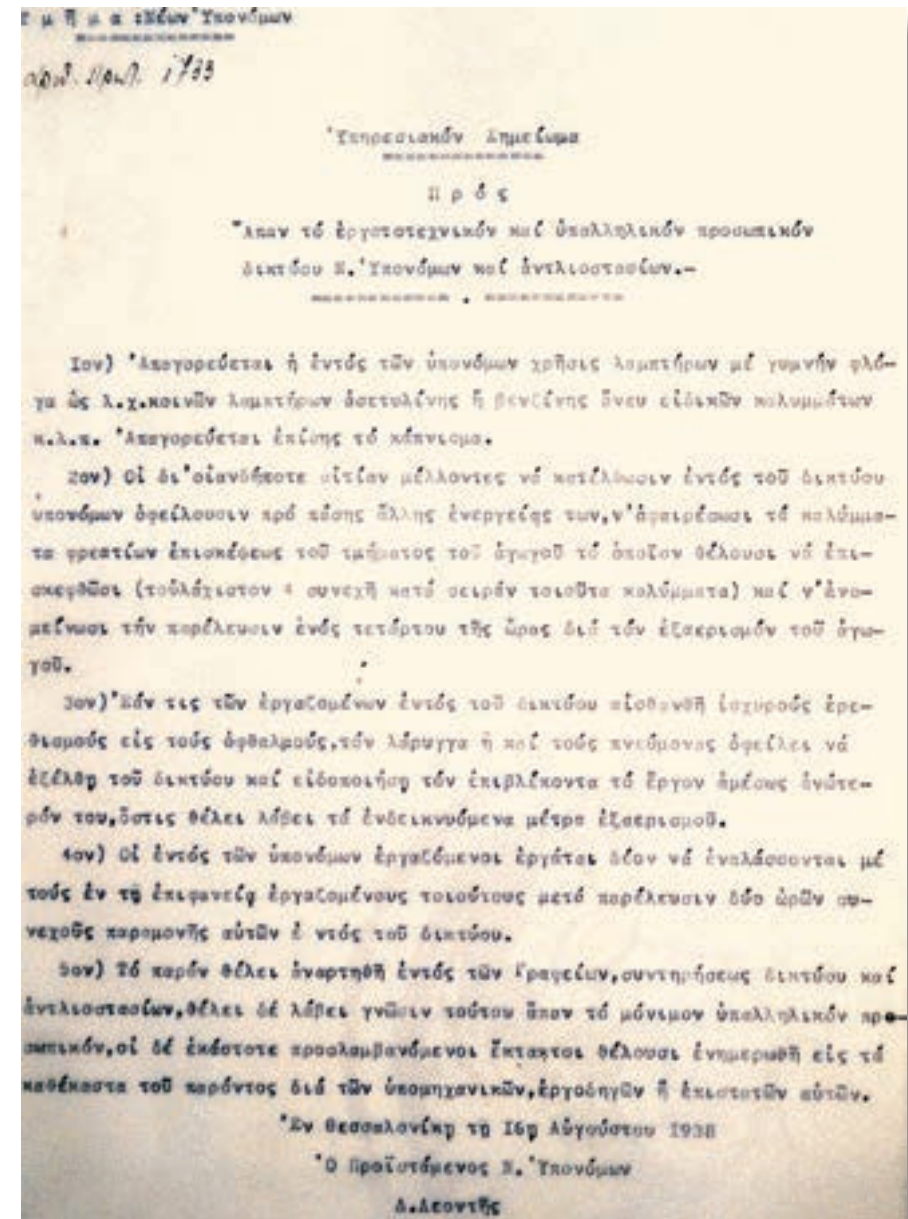 Τ μ ῆ μ α :Νέων Ὑπονόμων
ἀριθ. πρωτ. 1733
Ὑπηρεσιακόν Σημείωμα
Π ρ ό ς
Ἅπαν τό ἐργατοτεχνικόν καί ὑπαλληλικόν προσωπικόν
δικτύου Ν. Ὑπονόμων καί ἀντλιοστασίων.-
Ιον) Ἀπαγορεύεται ἡ ἐντός τῶν ὑπονόμων χρῆσις λαμπτήρων μέ γυμνήν φλό-
γα ὡς λ.χ.κοινῶν λαμπτήρων ἀσετυλίνης ἤ βενζίνης ἄνευ εἰδικῶν καλυμμάτων
κ.λ.π. Ἀπαγορεύεται ἐπίσης τό κάπνισμα.
2ον) Οἱ δι'οἱανδήποτε αἰτίαν μέλλοντες νά κατέλθωσιν ἐντός τοῦ δικτύου
ὑπονόμων ὀφείλουσιν πρό πάσης ἄλλης ἐνεργείας των,ν'ἀφαιρέσωσι τά καλύμμα-
τα φρεατίων ἐπισκέψεως τοῦ τμήματος τοῦ ἀγωγοῦ τό ὁποῖον θέλουσι νά ἐπι-
σκεφθῶσι (τοὐλάχιστον 4 συνεχῆ κατά σειράν τοιοῦτα καλύμματα) καί ν'ἀνα-
μείνωσι τήν παρέλευσιν ἑνός τετάρτου τῆς ὥρας διά τόν ἐξαερισμόν τοῦ ἀγω-
γοῦ.
3ον)Ἐάν τις τῶν ἐργαζομένων ἐντός τοῦ δικτύου αἰσθανθῆ ἰσχυρούς ἐρε-
θισμούς εἰς τούς ὀφθαλμούς,τόν λάρυγγα ἤ καί τούς πνεύμονας ὀφείλει νά
ἐξέλθῃ τοῦ δικτύου καί εἰδοποιήσῃ τόν ἐπιβλέποντα τό ἔργον ἀμέσως ἀνώτε-
ρόν του,ὅστις θέλει λάβει τά ἐνδεικνυόμενα μέτρα ἐξαερισμοῦ.
4ον) Οἱ ἐντός τῶν ὑπονόμων ἐργαζόμενοι ἐργάται δέον νά ἐναλάσσονται μέ
τούς ἐν τῇ ἐπιφανείᾳ ἐργαζομένους τοιούτους μετά παρέλευσιν δύο ὡρῶν συ-
νεχοῦς παραμονῆς αὐτῶν ἐ ντός τοῦ δικτύου.
5ον) Τό παρόν θέλει ἀναρτηθῆ ἐντός τῶν Γραφείων,συντηρήσεως δικτύου καί
ἀντλιοστασίων,θέλει δέ λάβει γνῶσιν τούτου ἅπαν τό μόνιμον ὑπαλληλικόν προ-
σωπικόν,οἱ δέ ἑκάστοτε προσλαμβανόμενοι ἔκτακτοι θέλουσι ἐνημερωθῆ εἰς τά
καθέκαστα τοῦ παρόντος διά τῶν ὑπομηχανικῶν,ἐργοδηγῶν ἤ ἐπιστατῶν αὐτῶν.
Ἐν Θεσσαλονίκῃ τῃ Ι6ῃ Αὐγούστου Ι938
Ὁ Προϊστάμενος Ν. Ὑπονόμων
Δ.Λεοντῆς